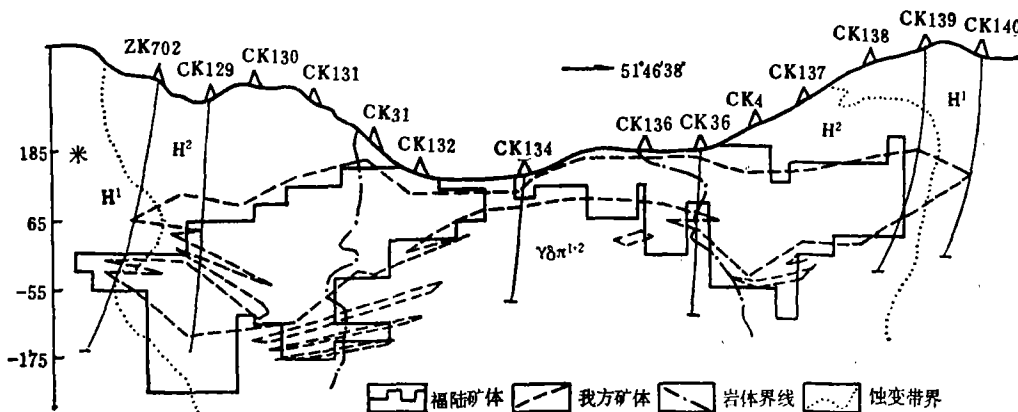 ZK702
CK129
CK130
CK131
CK31
CK132
CK134
51°46′38″
CK136
CK36
CK4
CK137
CK138
CK139
CK140
185 米
65
-55
-175
H¹
H²
H²
H¹
γδπ¹⁺²
福陆矿体
我方矿体
岩体界线
蚀变带界